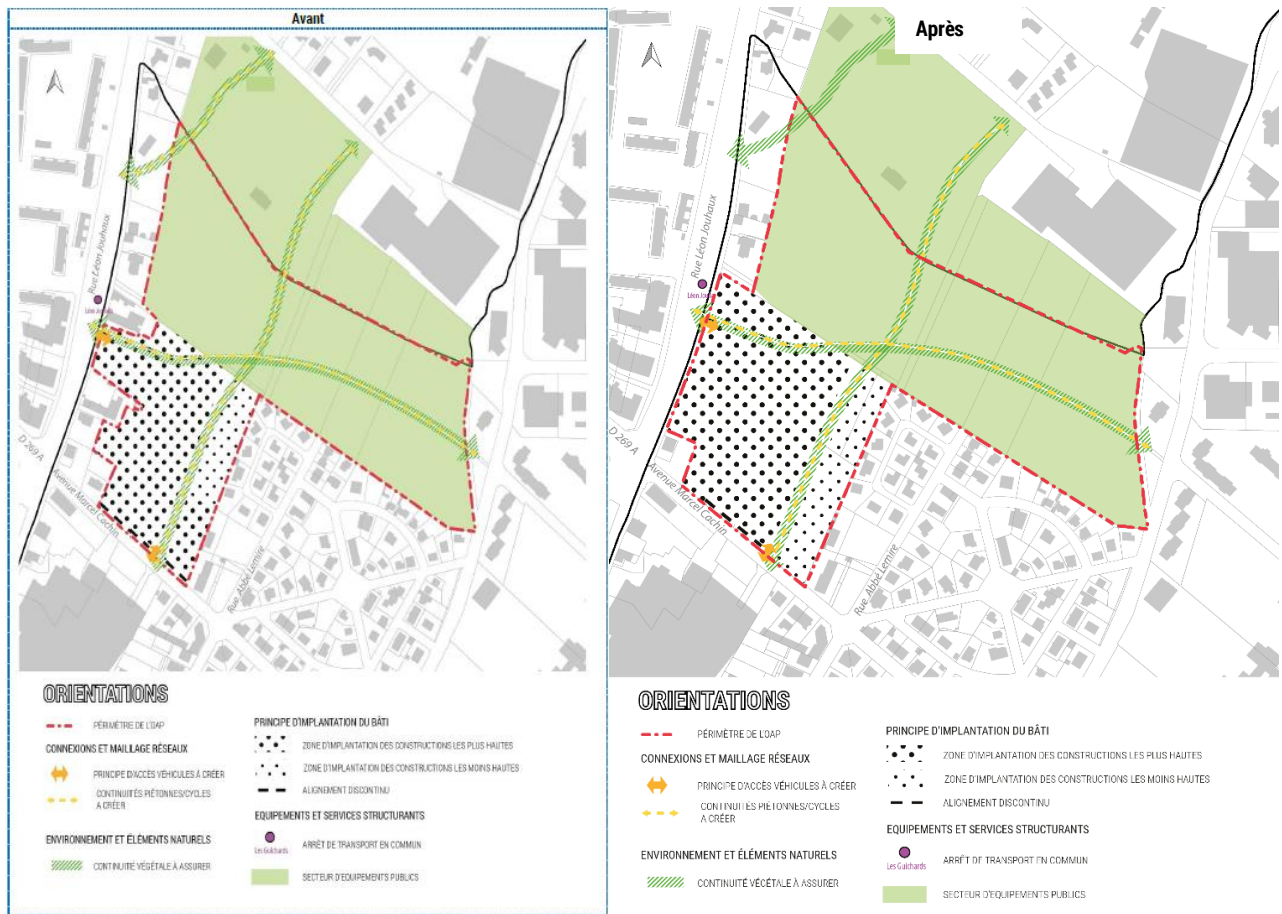 Avant
Rue Léon Jouhaux
D 269 A
Avenue Marcel Cachin
Rue Abbé Lemire
ORIENTATIONS
PÉRIMÈTRE DE L'OAP
CONNEXIONS ET MAILLAGE RÉSEAUX
PRINCIPE D'ACCÈS VÉHICULES À CRÉER
CONTINUITÉS PIÉTONNES/CYCLES
A CRÉER
ENVIRONNEMENT ET ÉLÉMENTS NATURELS
CONTINUITÉ VÉGÉTALE À ASSURER
PRINCIPE D'IMPLANTATION DU BÂTI
ZONE D'IMPLANTATION DES CONSTRUCTIONS LES PLUS HAUTES
ZONE D'IMPLANTATION DES CONSTRUCTIONS LES MOINS HAUTES
ALIGNEMENT DISCONTINU
EQUIPEMENTS ET SERVICES STRUCTURANTS
Les Guichards
ARRÊT DE TRANSPORT EN COMMUN
SECTEUR D'EQUIPEMENTS PUBLICS
Après
Rue Léon Jouhaux
D 269 A
Avenue Marcel Cachin
Rue Abbé Lemire
ORIENTATIONS
PÉRIMÈTRE DE L'OAP
CONNEXIONS ET MAILLAGE RÉSEAUX
PRINCIPE D'ACCÈS VÉHICULES À CRÉER
CONTINUITÉS PIÉTONNES/CYCLES
A CRÉER
ENVIRONNEMENT ET ÉLÉMENTS NATURELS
CONTINUITÉ VÉGÉTALE À ASSURER
PRINCIPE D'IMPLANTATION DU BÂTI
ZONE D'IMPLANTATION DES CONSTRUCTIONS LES PLUS HAUTES
ZONE D'IMPLANTATION DES CONSTRUCTIONS LES MOINS HAUTES
ALIGNEMENT DISCONTINU
EQUIPEMENTS ET SERVICES STRUCTURANTS
Les Guichards
ARRÊT DE TRANSPORT EN COMMUN
SECTEUR D'EQUIPEMENTS PUBLICS